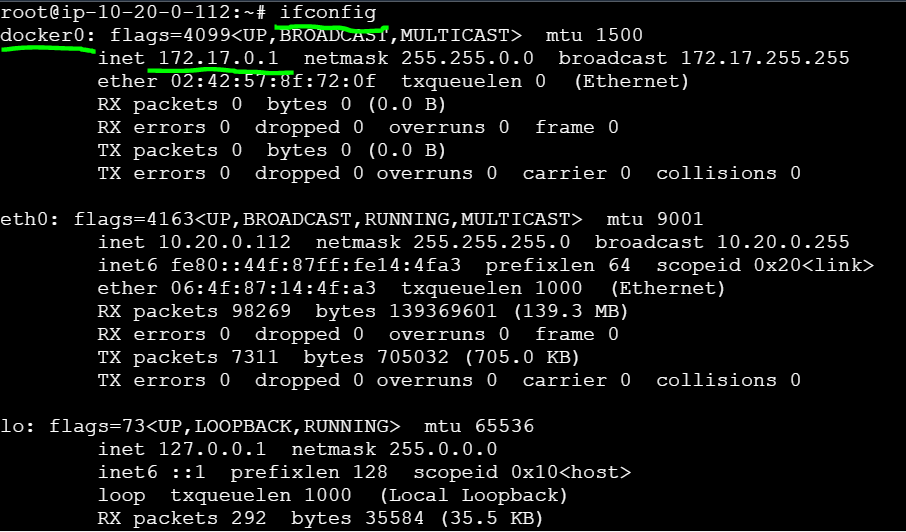 root@ip-10-20-0-112:~# ifconfig
docker0: flags=4099<UP,BROADCAST,MULTICAST>  mtu 1500
        inet 172.17.0.1  netmask 255.255.0.0  broadcast 172.17.255.255
        ether 02:42:57:8f:72:0f  txqueuelen 0  (Ethernet)
        RX packets 0  bytes 0 (0.0 B)
        RX errors 0  dropped 0  overruns 0  frame 0
        TX packets 0  bytes 0 (0.0 B)
        TX errors 0  dropped 0 overruns 0  carrier 0  collisions 0

eth0: flags=4163<UP,BROADCAST,RUNNING,MULTICAST>  mtu 9001
        inet 10.20.0.112  netmask 255.255.255.0  broadcast 10.20.0.255
        inet6 fe80::44f:87ff:fe14:4fa3  prefixlen 64  scopeid 0x20<link>
        ether 06:4f:87:14:4f:a3  txqueuelen 1000  (Ethernet)
        RX packets 98269  bytes 139369601 (139.3 MB)
        RX errors 0  dropped 0  overruns 0  frame 0
        TX packets 7311  bytes 705032 (705.0 KB)
        TX errors 0  dropped 0 overruns 0  carrier 0  collisions 0

lo: flags=73<UP,LOOPBACK,RUNNING>  mtu 65536
        inet 127.0.0.1  netmask 255.0.0.0
        inet6 ::1  prefixlen 128  scopeid 0x10<host>
        loop  txqueuelen 1000  (Local Loopback)
        RX packets 292  bytes 35584 (35.5 KB)